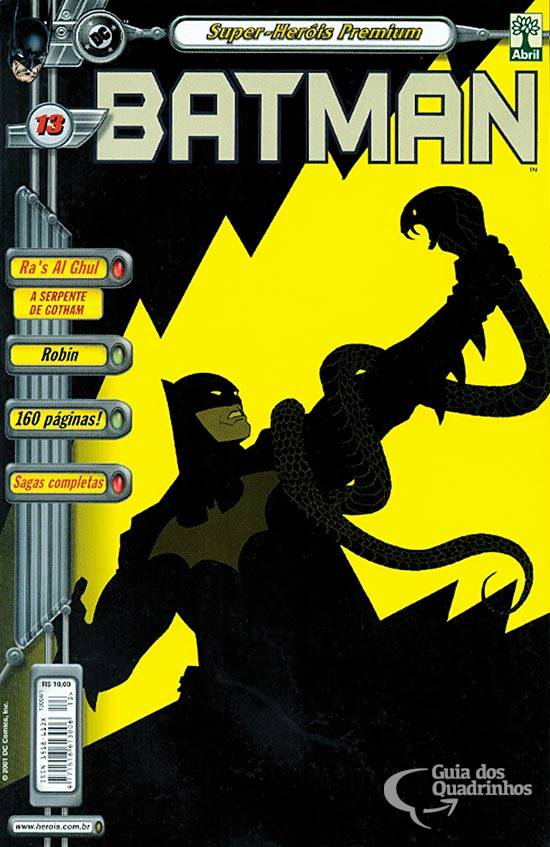 DC
Super-Heróis Premium
Abril
BATMAN
TM
13
Ra's Al Ghul
A SERPENTE
DE GOTHAM
Robin
160 páginas!
Sagas completas
R$ 10,00
© 2001 DC Comics, Inc.
www.herois.com.br
Guia dos
Quadrinhos